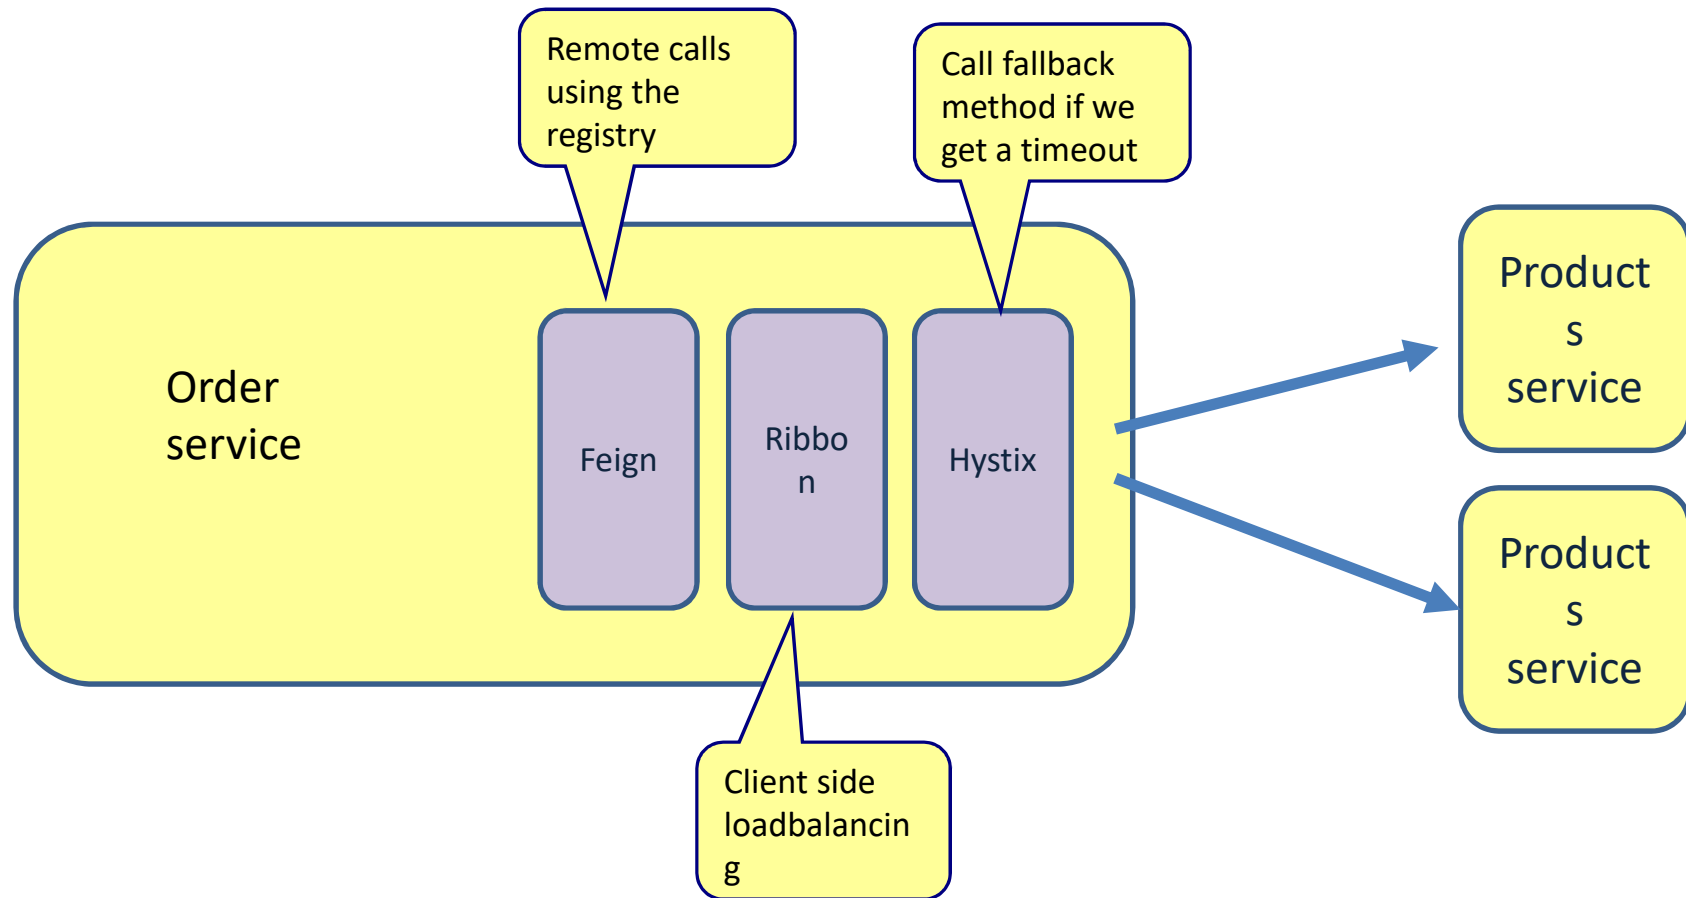 Remote calls
using the
registry
Call fallback
method if we
get a timeout
Order
service
Feign
Ribbo
n
Hystix
Product
s
service
Product
s
service
Client side
loadbalancin
g